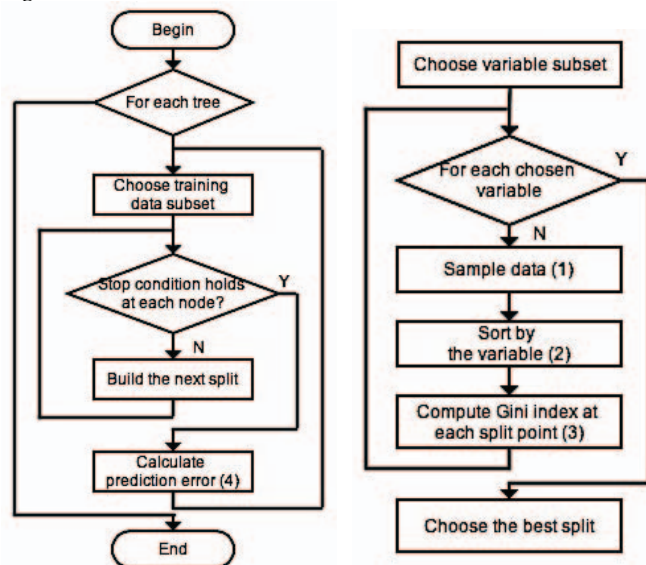 Begin
For each tree
Choose training
data subset
Stop condition holds
at each node?
Y
N
Build the next split
Calculate
prediction error (4)
End
Choose variable subset
For each chosen
variable
Y
N
Sample data (1)
Sort by
the variable (2)
Compute Gini index at
each split point (3)
Choose the best split